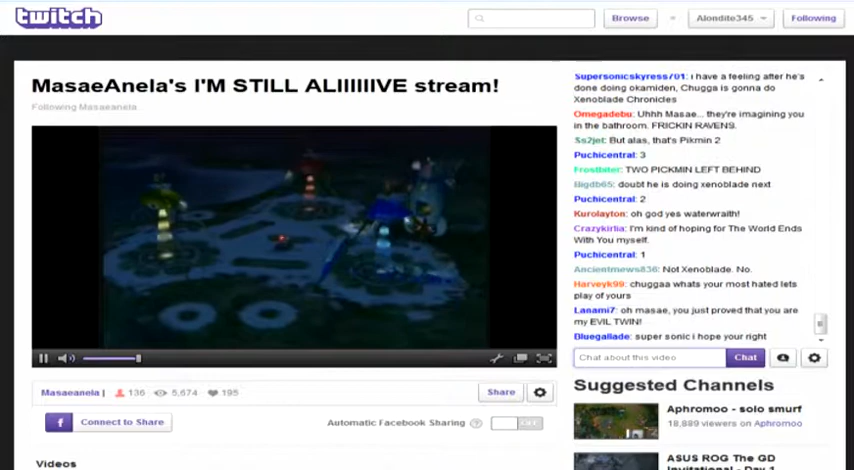 twitch
Browse
Alondite345
Following
MasaeAnela's I'M STILL ALIIIIIIVE stream!
Following Masaeanela
Supersonicskyress701: i have a feeling after he's
done doing okamiden, Chugga is gonna do
Xenoblade Chronicles
Omegadebu: Uhhh Masae... they're imagining you
in the bathroom. FRICKIN RAVENS.
Ss2jet: But alas, that's Pikmin 2
Puchicentral: 3
Frostbiter: TWO PICKMIN LEFT BEHIND
Bigdb65: doubt he is doing xenoblade next
Puchicentral: 2
Kurolayton: oh god yes waterwraith!
Crazykirlia: I'm kind of hoping for The World Ends
With You myself.
Puchicentral: 1
Ancientmews836: Not Xenoblade. No.
Harveyk99: chuggaa whats your most hated lets
play of yours
Lanami7: oh masae, you just proved that you are
my EVIL TWIN!
Bluegallade: super sonic i hope your right
Chat about this video
Chat
Masaeanela | 136 5,674 195
Share
f Connect to Share
Automatic Facebook Sharing ? OFF
Videos
Suggested Channels
Aphromoo - solo smurf
18,889 viewers on Aphromoo
ASUS ROG The GD
Invitational - Day 1